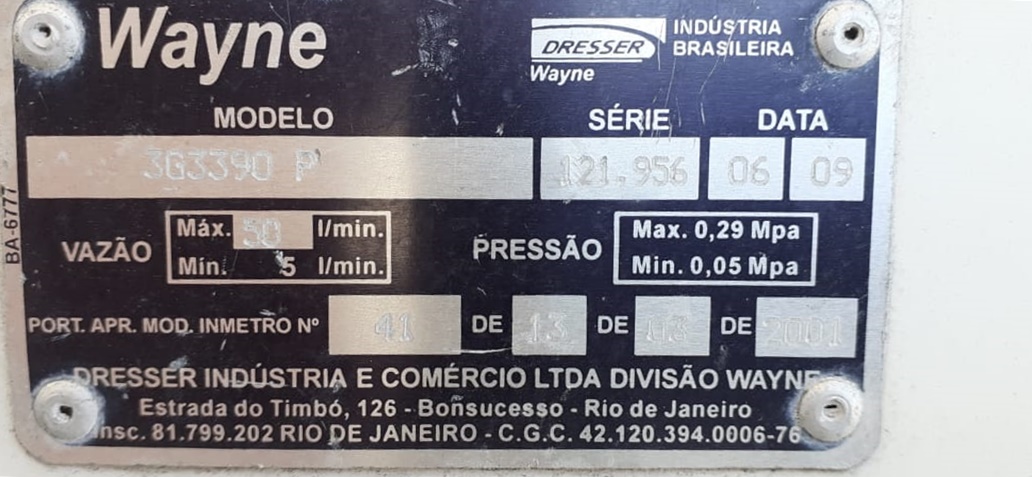 Wayne
DRESSER
Wayne
INDÚSTRIA
BRASILEIRA
MODELO SÉRIE DATA
3G3390 P 121.956 06 09
VAZÃO
Máx. 50 l/min.
Mín. 5 l/min.
PRESSÃO
Max. 0,29 Mpa
Min. 0,05 Mpa
PORT. APR. MOD. INMETRO Nº 41 DE 13 DE 03 DE 2001
DRESSER INDÚSTRIA E COMÉRCIO LTDA DIVISÃO WAYNE
Estrada do Timbó, 126 - Bonsucesso - Rio de Janeiro
Insc. 81.799.202 RIO DE JANEIRO - C.G.C. 42.120.394.0006-76
BA-6777